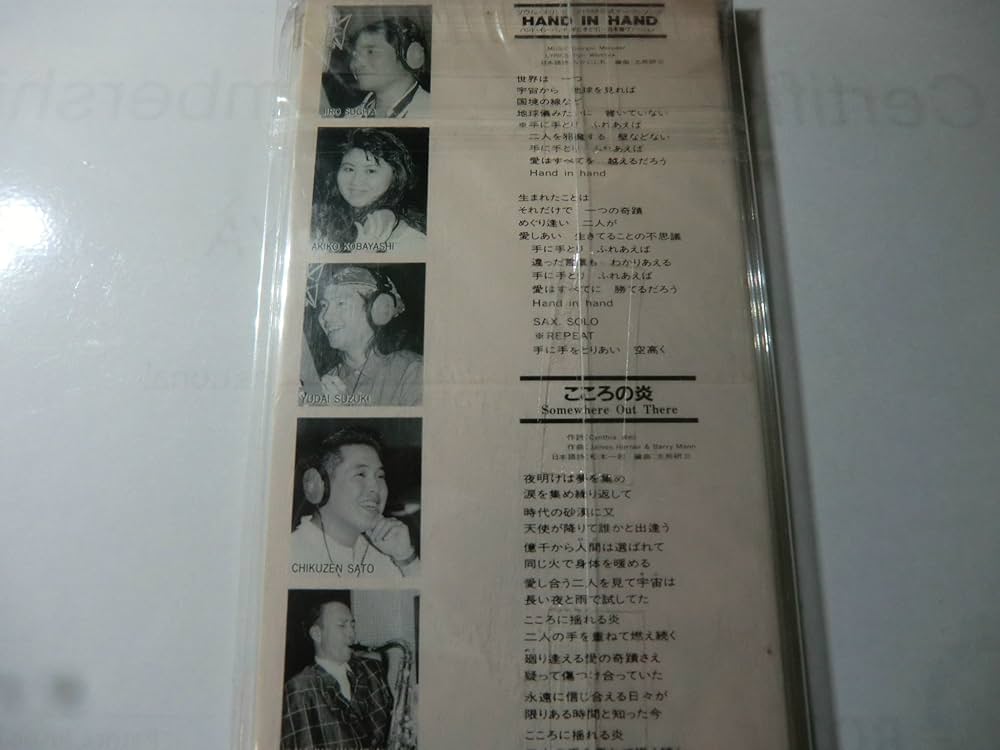 HAND IN HAND
世界は 一つ
宇宙から 地球を見れば
国境の線など
地球儀みたいに 書いていない
※手に手とり ふれあえば
二人を邪魔する 壁などない
手に手とり ふれあえば
愛はすべてを 越えるだろう
Hand in hand
生まれたことは
それだけで 一つの奇蹟
めぐり逢い 二人が
愛しあい 生きてることの不思議
手に手とり ふれあえば
違った言葉も わかりあえる
手に手とり ふれあえば
愛はすべてに 勝てるだろう
Hand in hand
SAX. SOLO
※REPEAT
手に手をとりあい 空高く
こころの炎
Somewhere Out There
作詞:Cynthia Weil
作曲:James Horner & Barry Mann
夜明けは夢を集め
涙を集め繰り返して
時代の砂漠に又
天使が降りて誰かと出逢う
億千から人間は選ばれて
同じ火で身体を暖める
愛し合う二人を見て宇宙は
長い夜と雨で試してた
こころに揺れる炎
二人の手を重ねて燃え続く
廻り逢える愛の奇蹟さえ
疑って傷つけ合っていた
永遠に信じ合える日々が
限りある時間と知った今
こころに揺れる炎
JIRO SUGITA
AKIKO KOBAYASHI
YUDAI SUZUKI
CHIKUZEN SATO